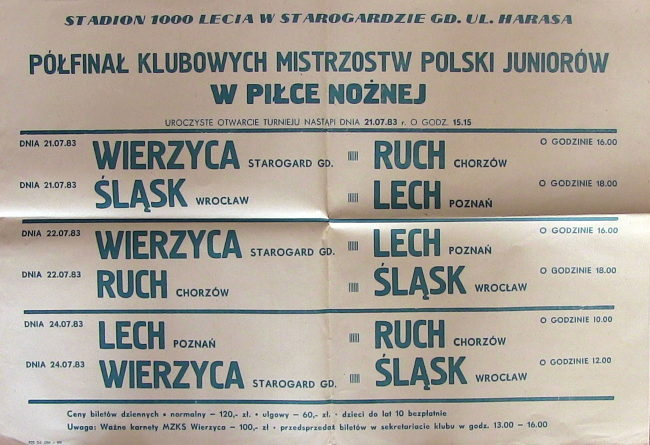 STADION 1000 LECIA W STAROGARDZIE GD. UL. HARASA
PÓŁFINAŁ KLUBOWYCH MISTRZOSTW POLSKI JUNIORÓW
W PIŁCE NOŻNEJ
UROCZYSTE OTWARCIE TURNIEJU NASTĄPI DNIA 21.07.83 r. O GODZ. 15.15
DNIA 21.07.83 WIERZYCA STAROGARD GD. RUCH CHORZÓW O GODZINIE 16.00
DNIA 21.07.83 ŚLĄSK WROCŁAW LECH POZNAŃ O GODZINIE 18.00
DNIA 22.07.83 WIERZYCA STAROGARD GD. LECH POZNAŃ O GODZINIE 16.00
DNIA 22.07.83 RUCH CHORZÓW ŚLĄSK WROCŁAW O GODZINIE 18.00
DNIA 24.07.83 LECH POZNAŃ RUCH CHORZÓW O GODZINIE 10.00
DNIA 24.07.83 WIERZYCA STAROGARD GD. ŚLĄSK WROCŁAW O GODZINIE 12.00
Ceny biletów dziennych • normalny – 120,- zł. • ulgowy – 60,- zł. • dzieci do lat 10 bezpłatnie
Uwaga: Ważne karnety MZKS Wierzyca – 100,- zł • przedsprzedaż biletów w sekretariacie klubu w godz. 13.00 - 16.00